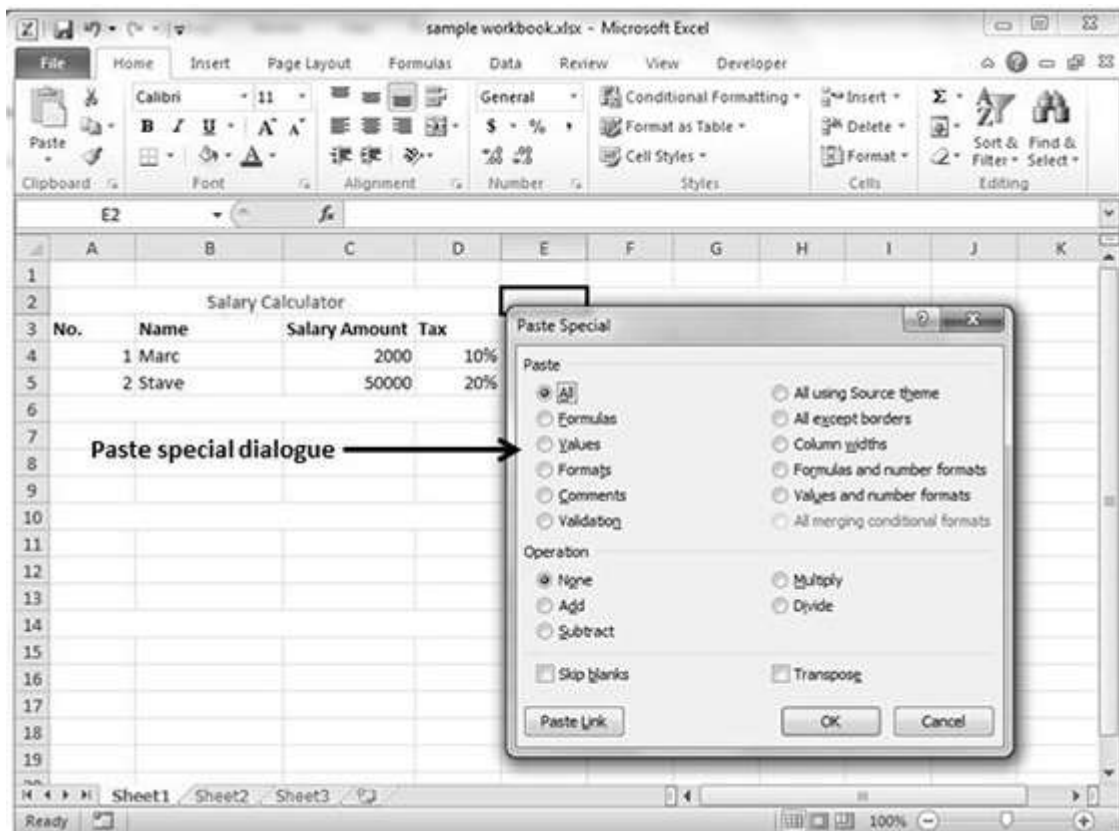 sample workbook.xlsx - Microsoft Excel
File Home Insert Page Layout Formulas Data Review View Developer
Paste
Calibri 11
B I U A A
General
$ % ,
Conditional Formatting
Format as Table
Cell Styles
Insert
Delete
Format
Σ
Sort & Filter
Find & Select
Clipboard Font Alignment Number Styles Cells Editing
E2 fx
A B C D E F G H I J K
1
2 Salary Calculator
3 No. Name Salary Amount Tax
4 1 Marc 2000 10%
5 2 Stave 50000 20%
6
7
8
9
10
11
12
13
14
15
16
17
18
19
Paste special dialogue
Paste Special
Paste
All
Formulas
Values
Formats
Comments
Validation
All using Source theme
All except borders
Column widths
Formulas and number formats
Values and number formats
All merging conditional formats
Operation
None
Add
Subtract
Multiply
Divide
Skip blanks Transpose
Paste Link OK Cancel
Sheet1 Sheet2 Sheet3
Ready 100%